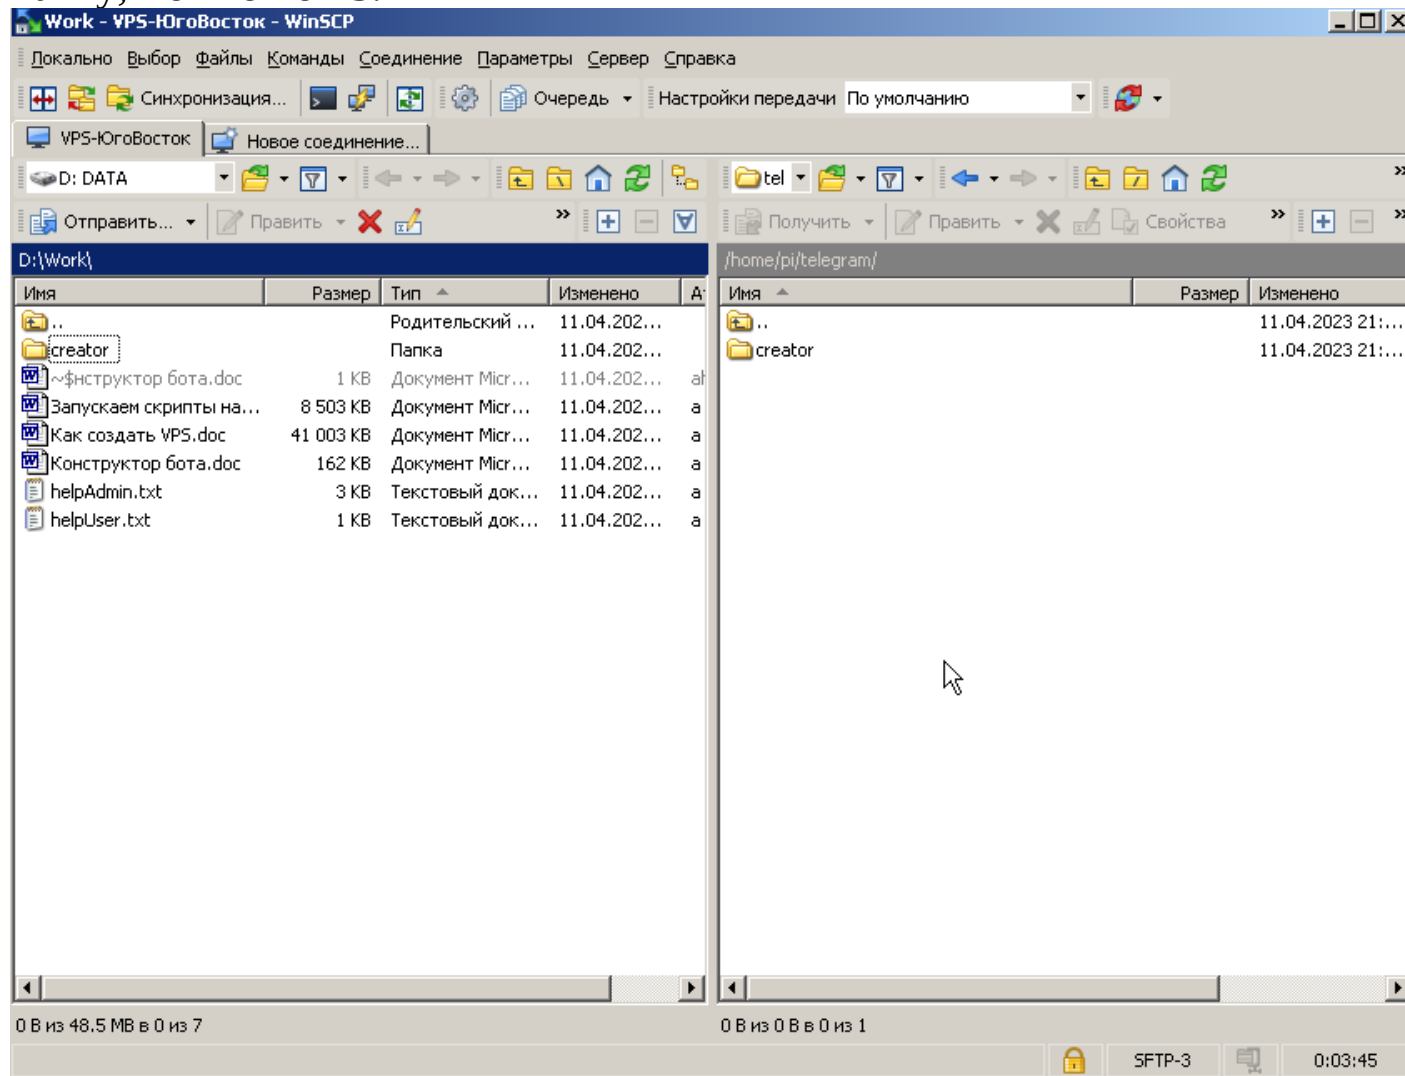 Work - VPS-ЮгоВосток - WinSCP
Локально Выбор Файлы Команды Соединение Параметры Сервер Справка
Синхронизация... Очередь Настройки передачи По умолчанию
VPS-ЮгоВосток Новое соединение...
D: DATA tel
Отправить... Править » Получить Править Свойства » »
D:\Work\ /home/pi/telegram/
Имя Размер Тип Изменено Имя Размер Изменено
.. Родительский ... 11.04.202... .. 11.04.2023 21:...
creator Папка 11.04.202... creator 11.04.2023 21:...
~$нструктор бота.doc 1 KB Документ Micr... 11.04.202... ah
Запускаем скрипты на... 8 503 KB Документ Micr... 11.04.202... a
Как создать VPS.doc 41 003 KB Документ Micr... 11.04.202... a
Конструктор бота.doc 162 KB Документ Micr... 11.04.202... a
helpAdmin.txt 3 KB Текстовый док... 11.04.202... a
helpUser.txt 1 KB Текстовый док... 11.04.202... a
0 B из 48.5 MB в 0 из 7 0 B из 0 B в 0 из 1
SFTP-3 0:03:45